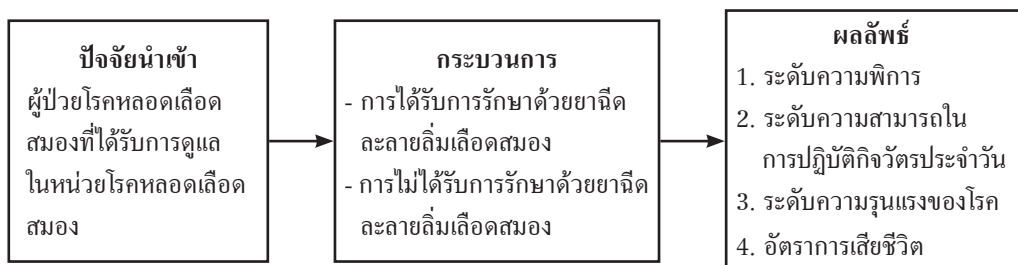 ปัจจัยนำเข้า
ผู้ป่วยโรคหลอดเลือด
สมองที่ได้รับการดูแล
ในหน่วยโรคหลอดเลือด
สมอง
กระบวนการ
- การได้รับการรักษาด้วยยาฉีด
ละลายลิ่มเลือดสมอง
- การไม่ได้รับการรักษาด้วยยาฉีด
ละลายลิ่มเลือดสมอง
ผลลัพธ์
1. ระดับความพิการ
2. ระดับความสามารถใน
การปฏิบัติกิจวัตรประจำวัน
3. ระดับความรุนแรงของโรค
4. อัตราการเสียชีวิต